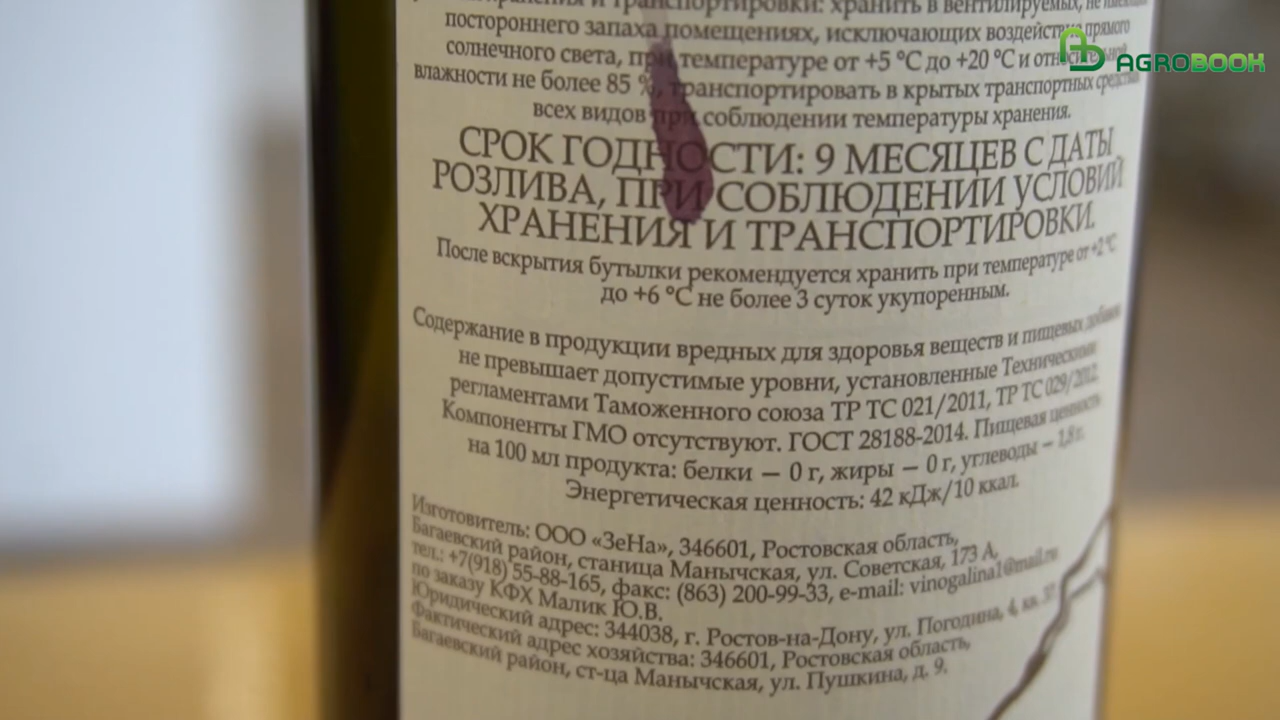 AGROBOOK
хранения и транспортировки: хранить в вентилируемых, не
постороннего запаха помещениях, исключающих воздействие прямого
солнечного света, при температуре от +5 °С до +20 °С и относительной
влажности не более 85 %, транспортировать в крытых транспортных средствах
всех видов при соблюдении температуры хранения.
СРОК ГОДНОСТИ: 9 МЕСЯЦЕВ С ДАТЫ
РОЗЛИВА, ПРИ СОБЛЮДЕНИИ УСЛОВИЙ
ХРАНЕНИЯ И ТРАНСПОРТИРОВКИ.
После вскрытия бутылки рекомендуется хранить при температуре от +2 °С
до +6 °С не более 3 суток укупоренным.
Содержание в продукции вредных для здоровья веществ и пищевых добавок
не превышает допустимые уровни, установленные Техническими
регламентами Таможенного союза ТР ТС 021/2011, ТР ТС 029/2012.
Компоненты ГМО отсутствуют. ГОСТ 28188-2014. Пищевая ценность
на 100 мл продукта: белки — 0 г, жиры — 0 г, углеводы — 1,8 г.
Энергетическая ценность: 42 кДж/10 ккал.
Изготовитель: ООО «ЗеНа», 346601, Ростовская область,
Багаевский район, станица Манычская, ул. Советская, 173 А,
тел.: +7(918) 55-88-165, факс: (863) 200-99-33, e-mail: vinogalina1@mail.ru
по заказу КФХ Малик Ю.В.
Юридический адрес: 344038, г. Ростов-на-Дону, ул. Погодина, 4, кв.
Фактический адрес хозяйства: 346601, Ростовская область,
Багаевский район, ст-ца Манычская, ул. Пушкина, д. 9.